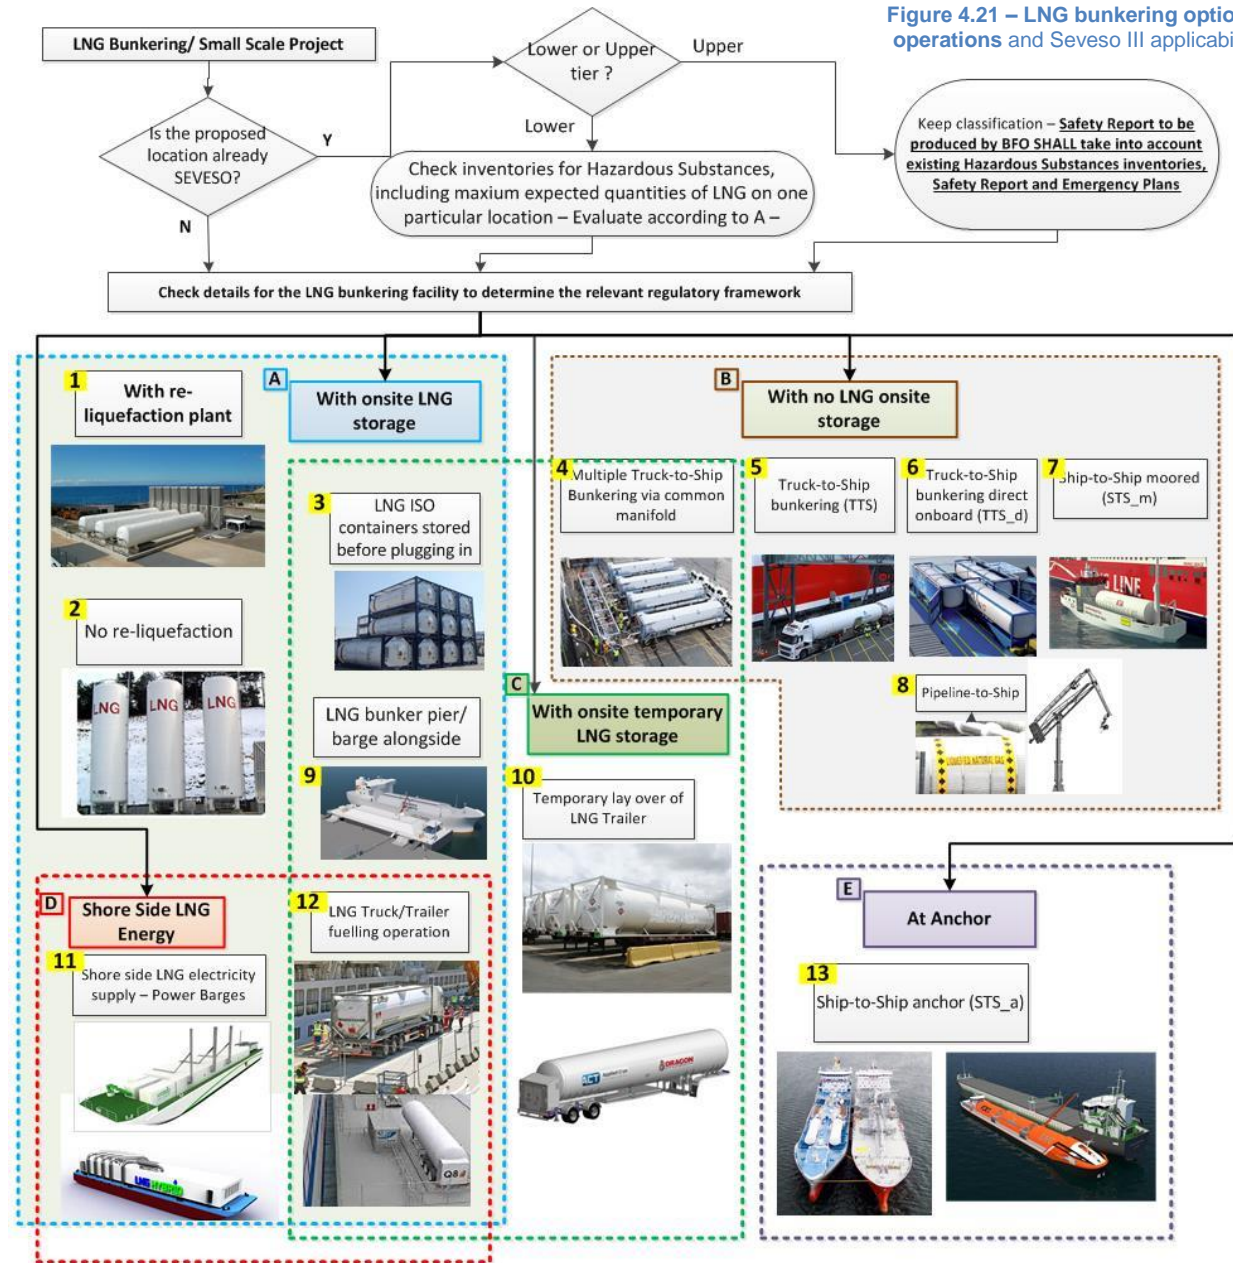 Figure 4.21 – LNG bunkering optio
operations and Seveso III applicabi
LNG Bunkering/ Small Scale Project
Lower or Upper
tier ?
Upper
Lower
Is the proposed
location already
SEVESO?
Y
N
Check inventories for Hazardous Substances,
including maxium expected quantities of LNG on one
particular location – Evaluate according to A –
Keep classification – Safety Report to be
produced by BFO SHALL take into account
existing Hazardous Substances inventories,
Safety Report and Emergency Plans
Check details for the LNG bunkering facility to determine the relevant regulatory framework
A
With onsite LNG
storage
B
With no LNG onsite
storage
1
With re-
liquefaction plant
2
No re-liquefaction
LNG
LNG
LNG
3
LNG ISO
containers stored
before plugging in
LNG bunker pier/
barge alongside
9
4
Multiple Truck-to-Ship
Bunkering via common
manifold
5
Truck-to-Ship
bunkering (TTS)
6
Truck-to-Ship
bunkering direct
onboard (TTS_d)
7
Ship-to-Ship moored
(STS_m)
LINE
8
Pipeline-to-Ship
LIQUEFIED NATURAL GAS
C
With onsite temporary
LNG storage
10
Temporary lay over of
LNG Trailer
ACT
DRAGON
D
Shore Side LNG
Energy
11
Shore side LNG electricity
supply – Power Barges
LNG HYBRID
12
LNG Truck/Trailer
fuelling operation
Q8
E
At Anchor
13
Ship-to-Ship anchor (STS_a)